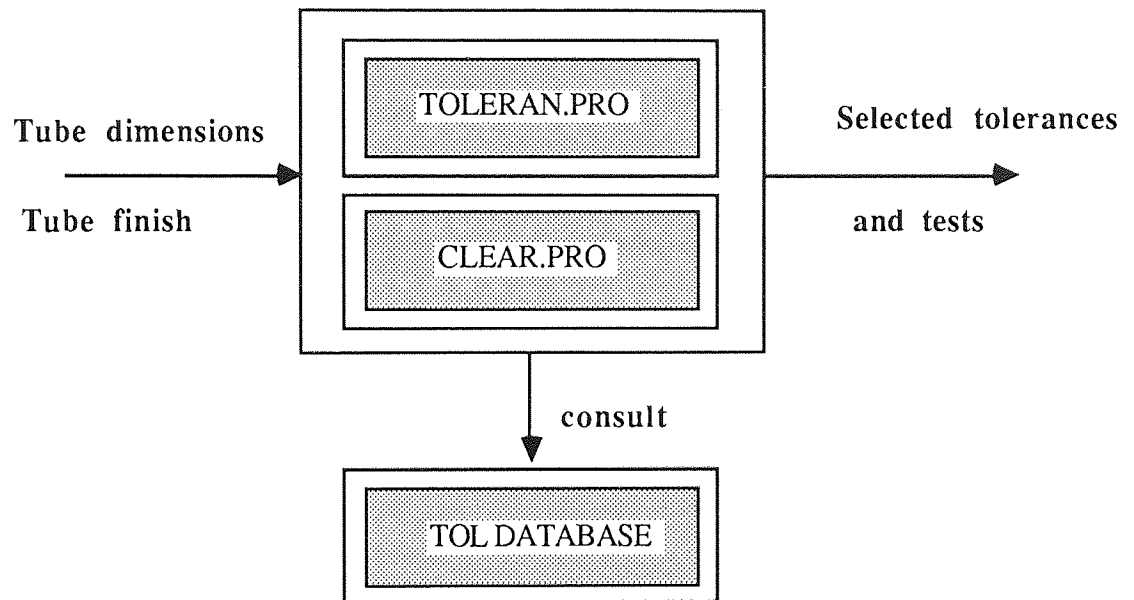 TOLERAN.PRO
Tube dimensions
Selected tolerances
Tube finish
and tests
CLEAR.PRO
consult
TOL DATABASE